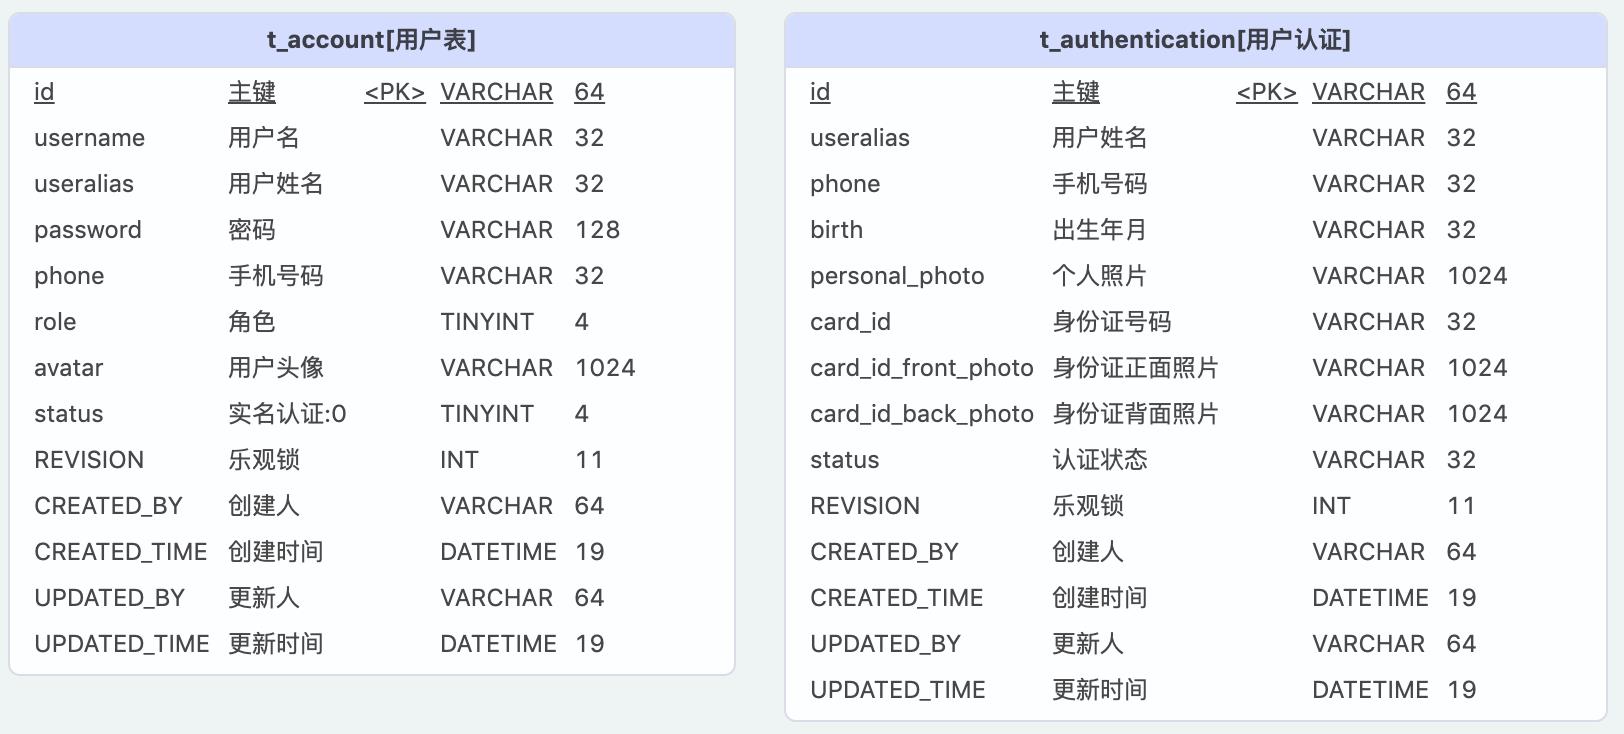 t_account[用户表]
id 主键 <PK> VARCHAR 64
username 用户名 VARCHAR 32
useralias 用户姓名 VARCHAR 32
password 密码 VARCHAR 128
phone 手机号码 VARCHAR 32
role 角色 TINYINT 4
avatar 用户头像 VARCHAR 1024
status 实名认证:0 TINYINT 4
REVISION 乐观锁 INT 11
CREATED_BY 创建人 VARCHAR 64
CREATED_TIME 创建时间 DATETIME 19
UPDATED_BY 更新人 VARCHAR 64
UPDATED_TIME 更新时间 DATETIME 19
t_authentication[用户认证]
id 主键 <PK> VARCHAR 64
useralias 用户姓名 VARCHAR 32
phone 手机号码 VARCHAR 32
birth 出生年月 VARCHAR 32
personal_photo 个人照片 VARCHAR 1024
card_id 身份证号码 VARCHAR 32
card_id_front_photo 身份证正面照片 VARCHAR 1024
card_id_back_photo 身份证背面照片 VARCHAR 1024
status 认证状态 VARCHAR 32
REVISION 乐观锁 INT 11
CREATED_BY 创建人 VARCHAR 64
CREATED_TIME 创建时间 DATETIME 19
UPDATED_BY 更新人 VARCHAR 64
UPDATED_TIME 更新时间 DATETIME 19